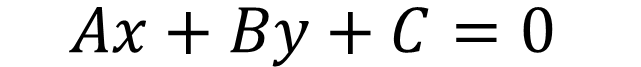 Ax + By + C = 0